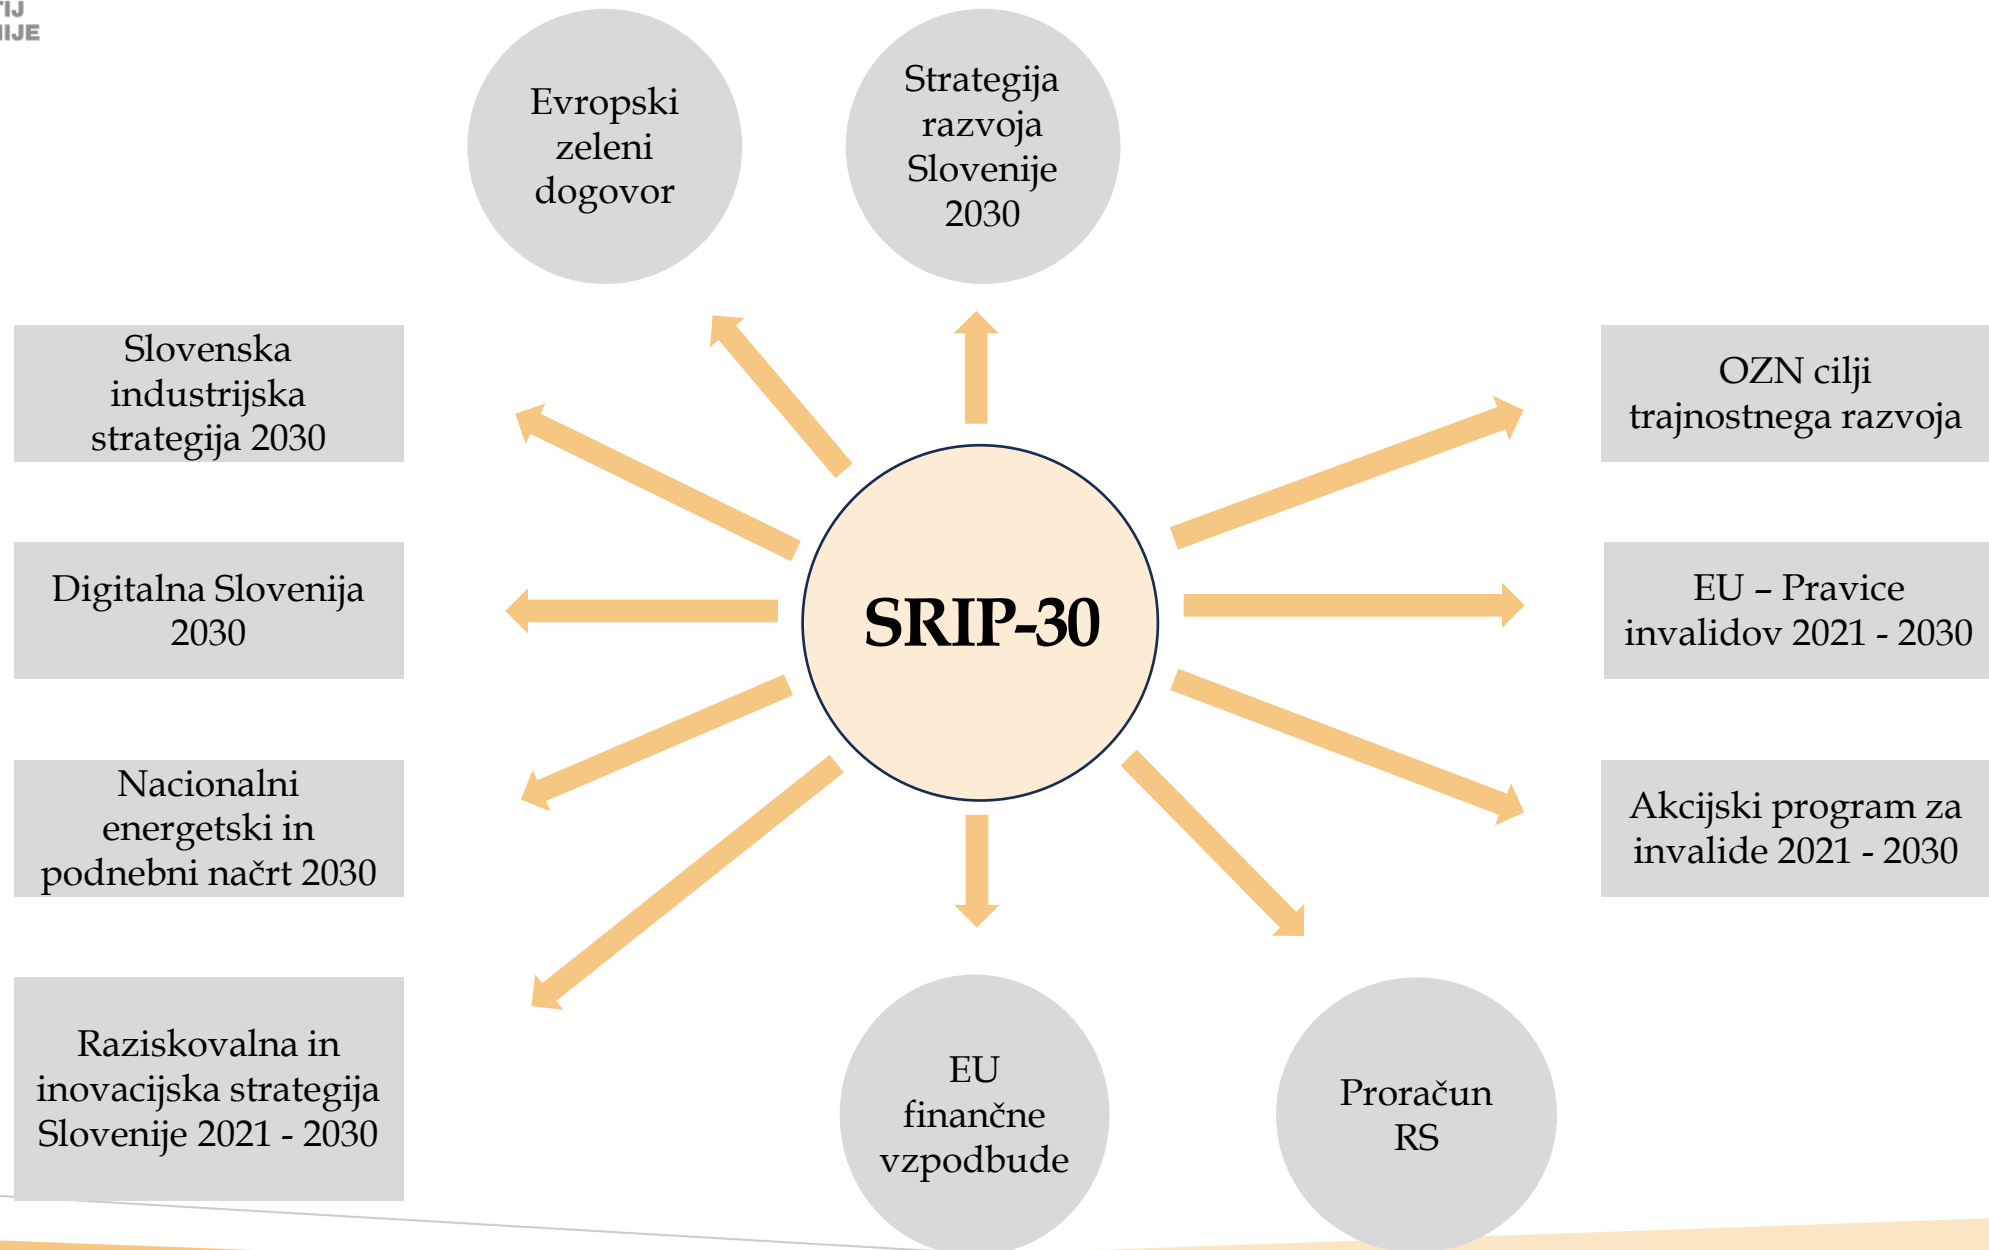 IJE
Evropski
zeleni
dogovor
Strategija
razvoja
Slovenije
2030
Slovenska
industrijska
strategija 2030
OZN cilji
trajnostnega razvoja
Digitalna Slovenija
2030
SRIP-30
EU – Pravice
invalidov 2021 - 2030
Nacionalni
energetski in
podnebni načrt 2030
Akcijski program za
invalide 2021 - 2030
Raziskovalna in
inovacijska strategija
Slovenije 2021 - 2030
EU
finančne
vzpodbude
Proračun
RS